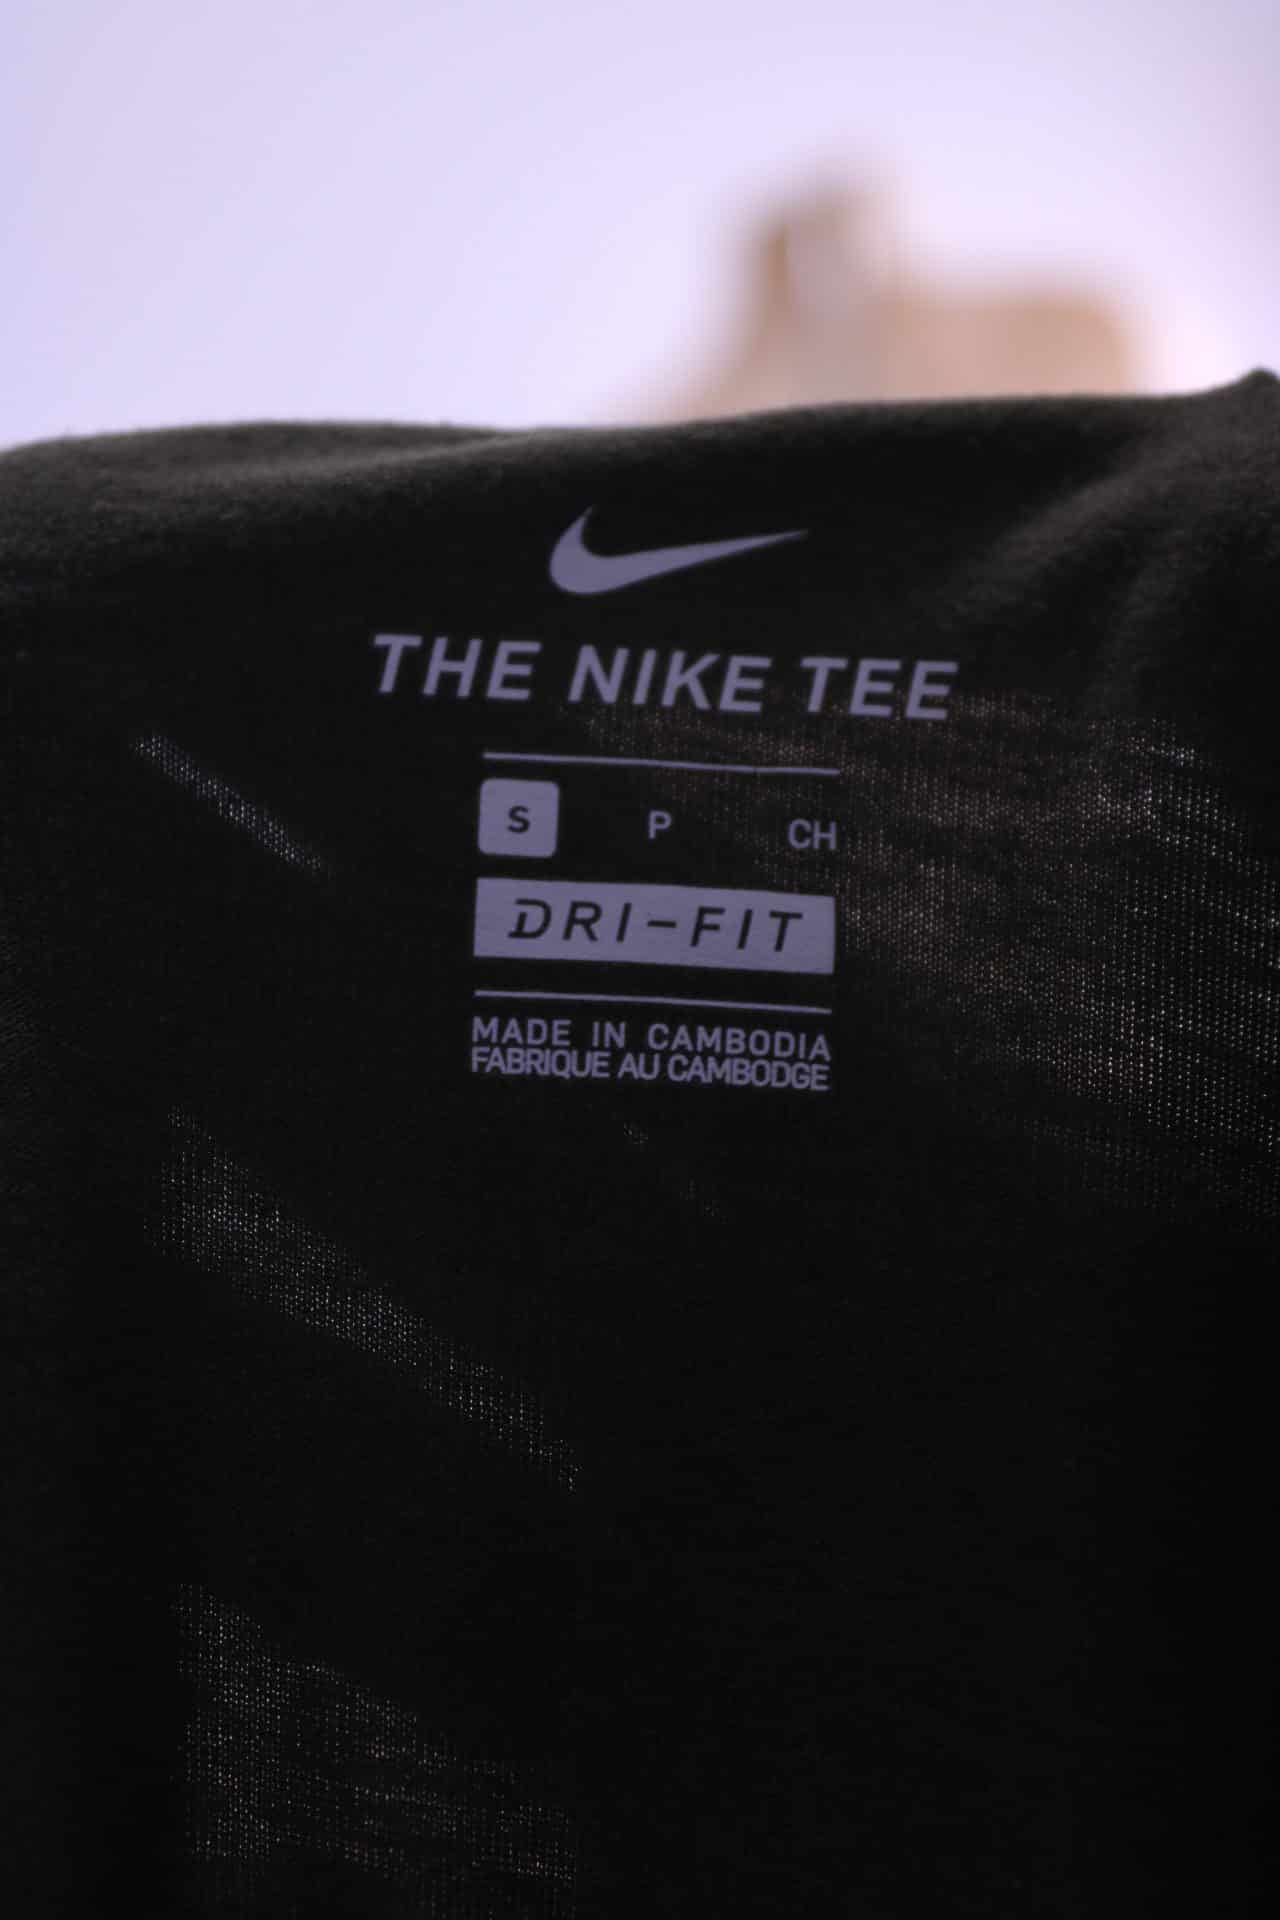 THE NIKE TEE
S P CH
DRI-FIT
MADE IN CAMBODIA
FABRIQUE AU CAMBODGE